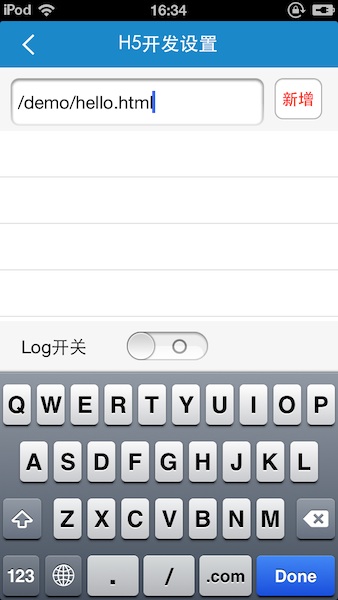 iPod 16:34
H5开发设置
/demo/hello.html 新增
Log开关
Q W E R T Y U I O P
A S D F G H J K L
Z X C V B N M
123 . / .com Done